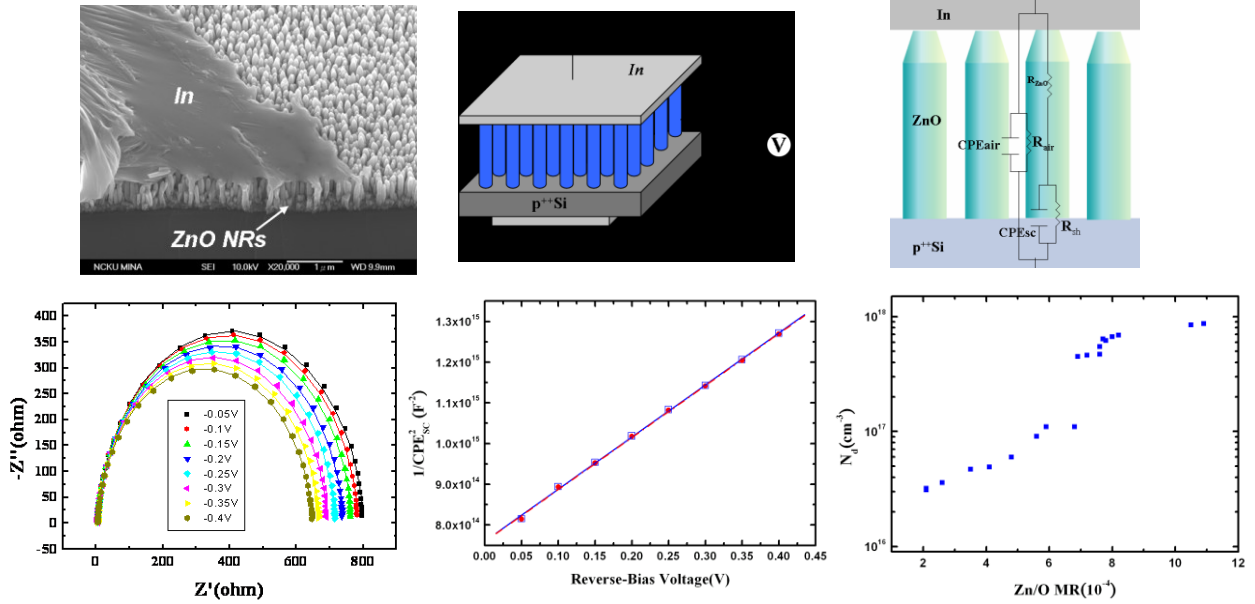 In
ZnO NRs
NCKU MINA SEI 10.0kV X20,000 1μm WD 9.9mm
In
p⁺⁺Si
V
In
R_ZnO
ZnO
CPEair
R_air
CPEsc
R_sh
p⁺⁺Si
400
350
300
250
200
150
100
50
0
-50
-Z''(ohm)
-0.05V
-0.1V
-0.15V
-0.2V
-0.25V
-0.3V
-0.35V
-0.4V
0 200 400 600 800
Z'(ohm)
1.3x10¹⁵
1.2x10¹⁵
1.1x10¹⁵
1.0x10¹⁵
9.0x10¹⁴
8.0x10¹⁴
1/CPE²_SC (F⁻²)
0.00 0.05 0.10 0.15 0.20 0.25 0.30 0.35 0.40 0.45
Reverse-Bias Voltage(V)
10¹⁸
10¹⁷
10¹⁶
N_d(cm⁻³)
2 4 6 8 10 12
Zn/O MR(10⁻⁴)